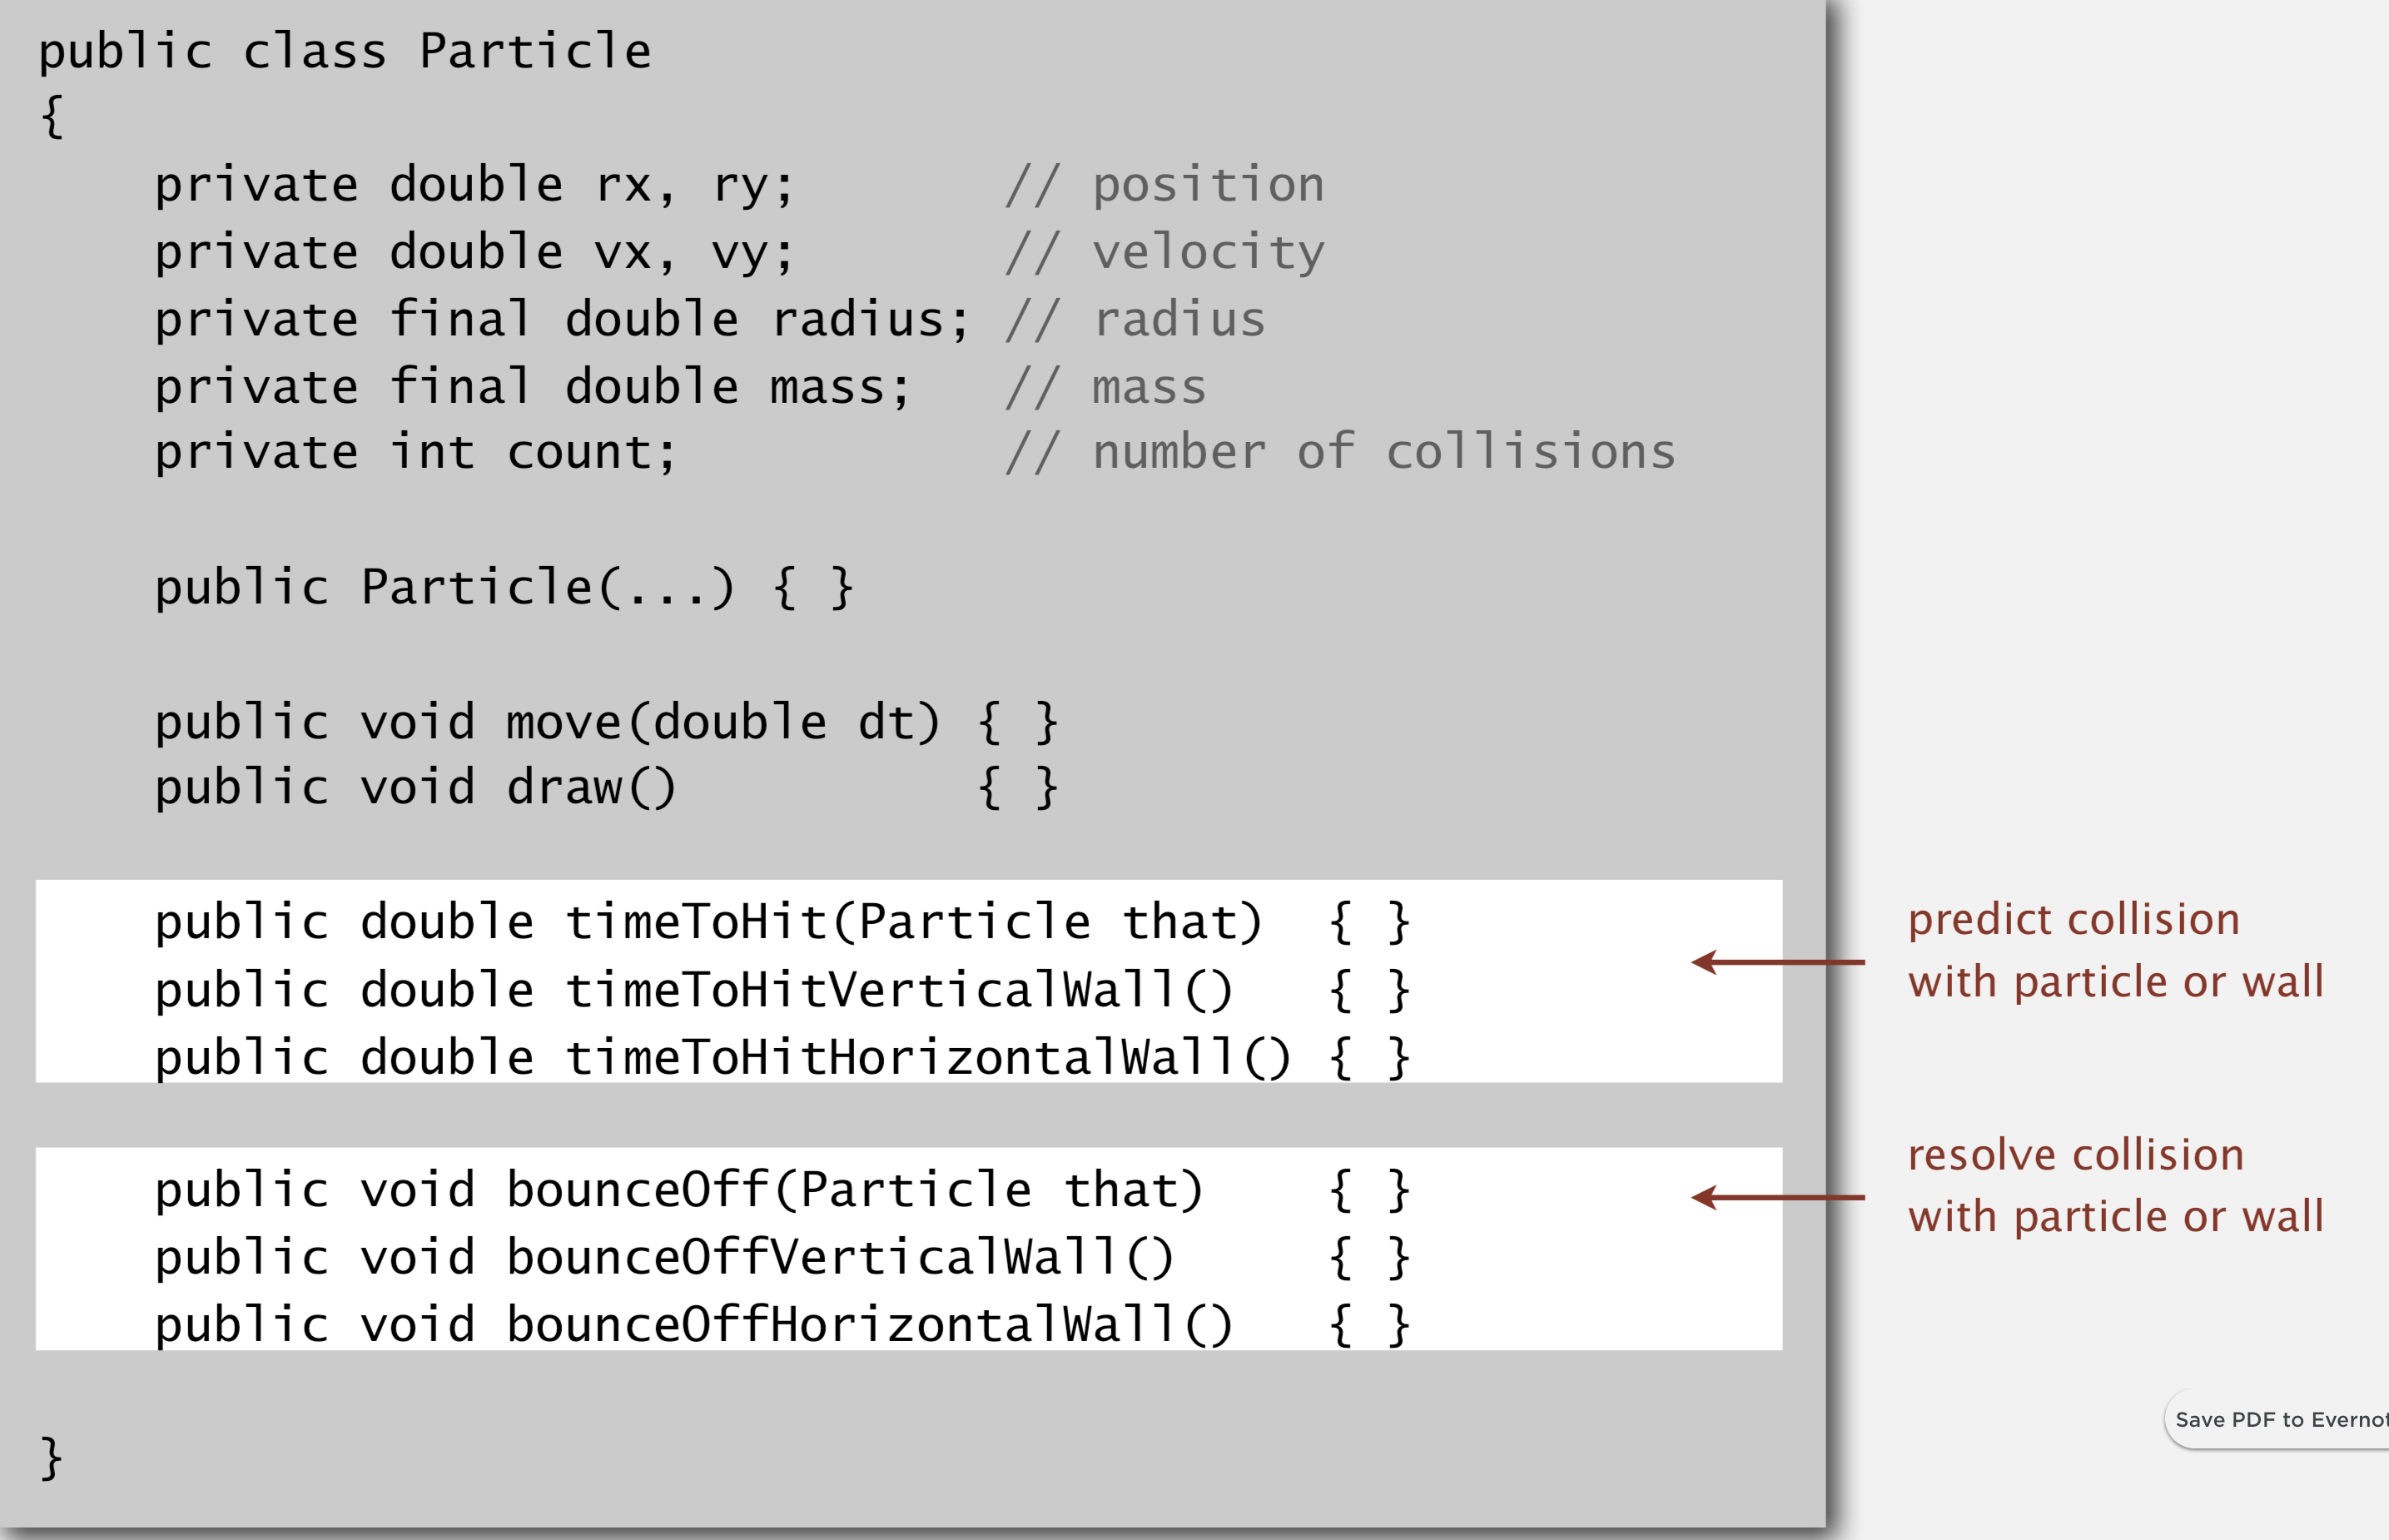 public class Particle
{
    private double rx, ry;       // position
    private double vx, vy;       // velocity
    private final double radius; // radius
    private final double mass;   // mass
    private int count;           // number of collisions

    public Particle(...) { }

    public void move(double dt) { }
    public void draw()          { }

    public double timeToHit(Particle that)  { }
    public double timeToHitVerticalWall()   { }
    public double timeToHitHorizontalWall() { }
predict collision
with particle or wall

    public void bounceOff(Particle that)    { }
    public void bounceOffVerticalWall()     { }
    public void bounceOffHorizontalWall()   { }
resolve collision
with particle or wall

}
Save PDF to